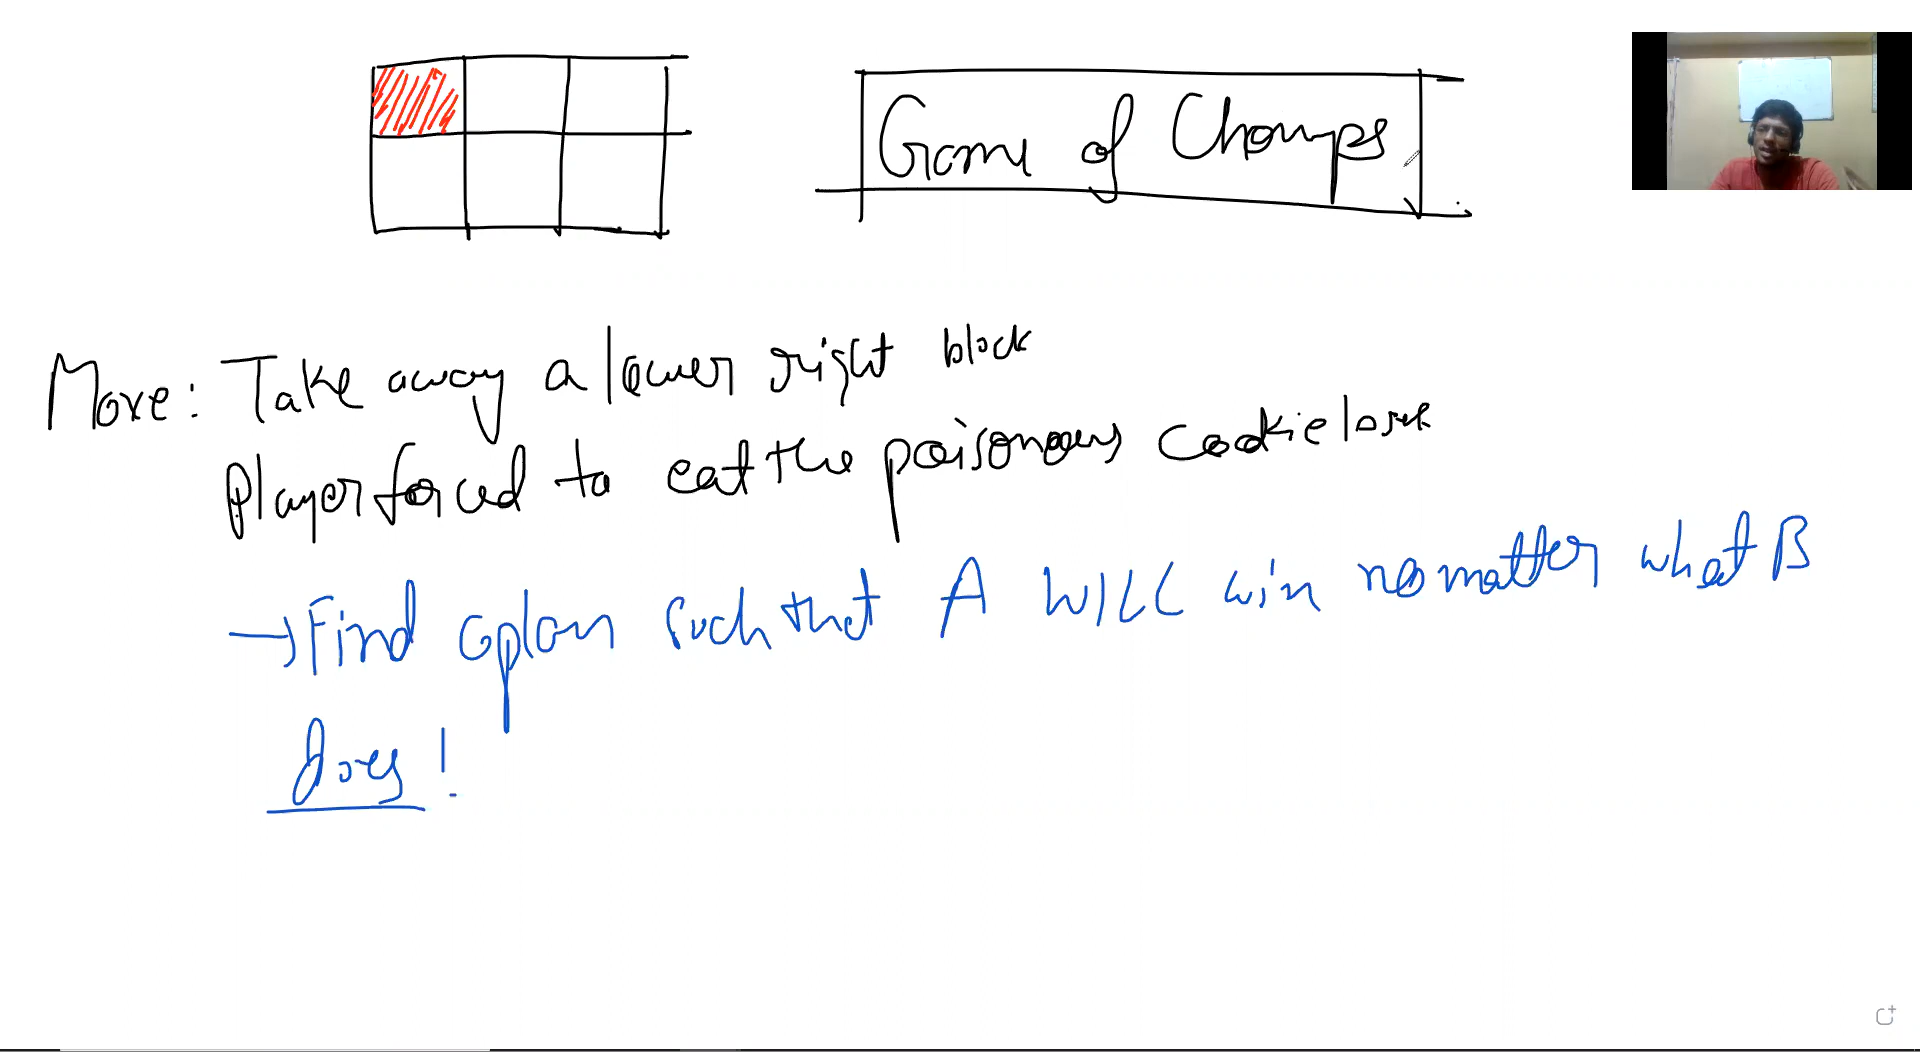 Game of Chomps
Move: Take away a lower right block
Player forced to eat the poisonous cookie loses
→ Find a plan such that A WILL win no matter what B
does!